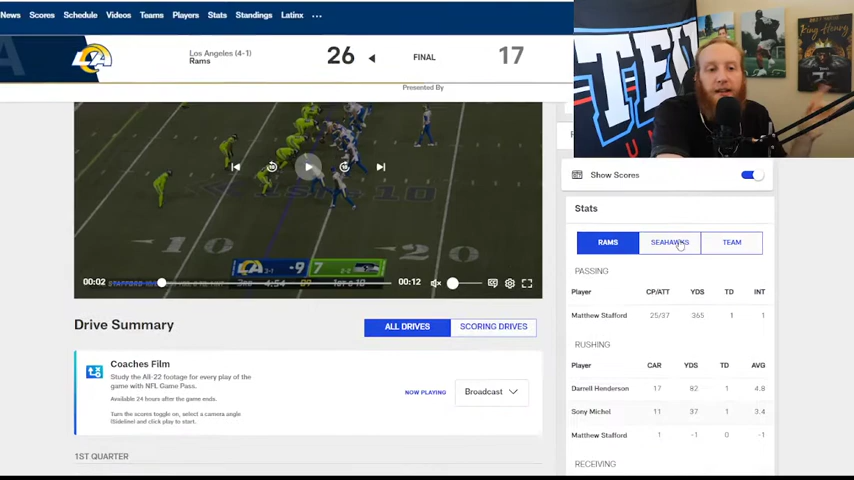 News Scores Schedule Videos Teams Players Stats Standings Latinx
Los Angeles (4-1)
Rams
26
FINAL
17
Presented By
King Henry
Show Scores
Stats
RAMS SEAHAWKS TEAM
PASSING
Player CP/ATT YDS TD INT
Matthew Stafford 25/37 365 1 1
RUSHING
Player CAR YDS TD AVG
Darrell Henderson 17 82 1 4.8
Sony Michel 11 37 1 3.4
Matthew Stafford 1 -1 0 -1
RECEIVING
20
9 7
00:02
00:12
Drive Summary
ALL DRIVES SCORING DRIVES
Coaches Film
Study the All-22 footage for every play of the
game with NFL Game Pass.
Available 24 hours after the game ends.
Turn the scores toggle on, select a camera angle
(Sideline) and click play to start.
NOW PLAYING
Broadcast
1ST QUARTER